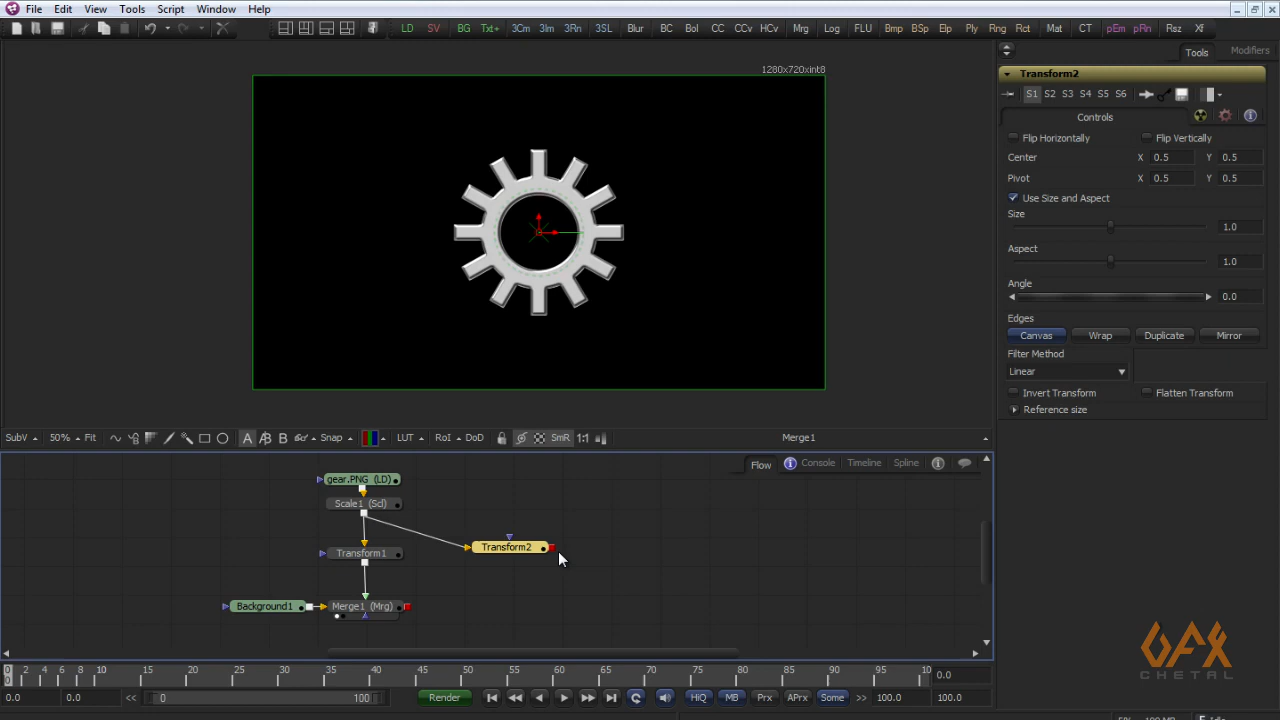 File Edit View Tools Script Window Help
LD SV BG Txt+ 3Cm 3Im 3Rn 3SL Blur BC Bol CC CCv HCv Mrg Log FLU Bmp BSp Elp Ply Rng Rct Mat CT pEm pRn Rsz XF
1280x720xint8
Tools Modifiers
Transform2
S1 S2 S3 S4 S5 S6
Controls
Flip Horizontally Flip Vertically
Center X 0.5 Y 0.5
Pivot X 0.5 Y 0.5
Use Size and Aspect
Size
1.0
Aspect
1.0
Angle
0.0
Edges
Canvas Wrap Duplicate Mirror
Filter Method
Linear
Invert Transform Flatten Transform
Reference size
SubV 50% Fit A B Snap LUT RoI DoD SmR 1:1 Merge1
Flow Console Timeline Spline
gear.PNG (LD)
Scale1 (Scl)
Transform2
Transform1
Background1 Merge1 (Mrg)
0 2 4 6 8 10 15 20 25 30 35 40 45 50 55 60 65 70 75 80 85 90 95 10 0.0
0.0 0.0 << 0 100 Render HiQ MB Prx APrx Some >> 100.0 100.0
GFX
CHETAL